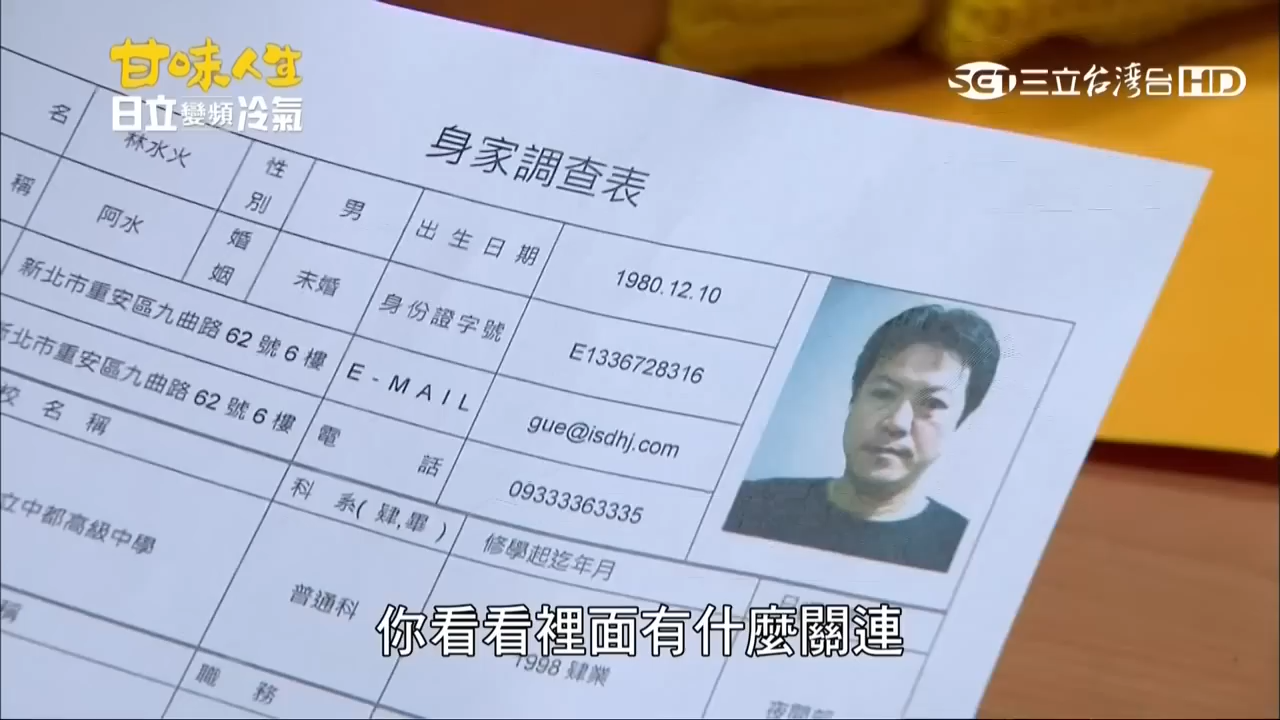 甘味人生
日立變頻冷氣
SET三立台灣台HD
身家調查表
名 林水火 性別 男 出生日期 1980.12.10
稱 阿水 婚姻 未婚 身份證字號 E1336728316
新北市重安區九曲路62號6樓 E-MAIL gue@isdhj.com
新北市重安區九曲路62號6樓 電話 09333363335
校名稱 科系(肄,畢) 修學起迄年月
立中都高級中學 普通科 1998 肄業
稱 職務
你看看裡面有什麼關連